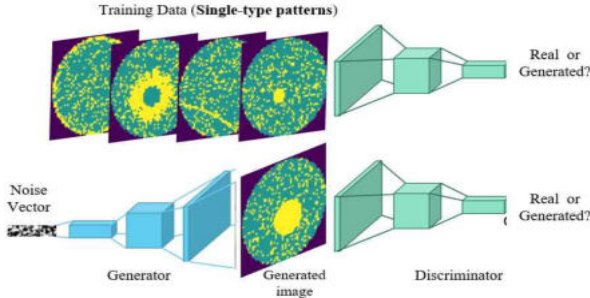 Training Data (Single-type patterns)
Real or
Generated?
Noise
Vector
Real or
Generated?
Generator
Generated
image
Discriminator